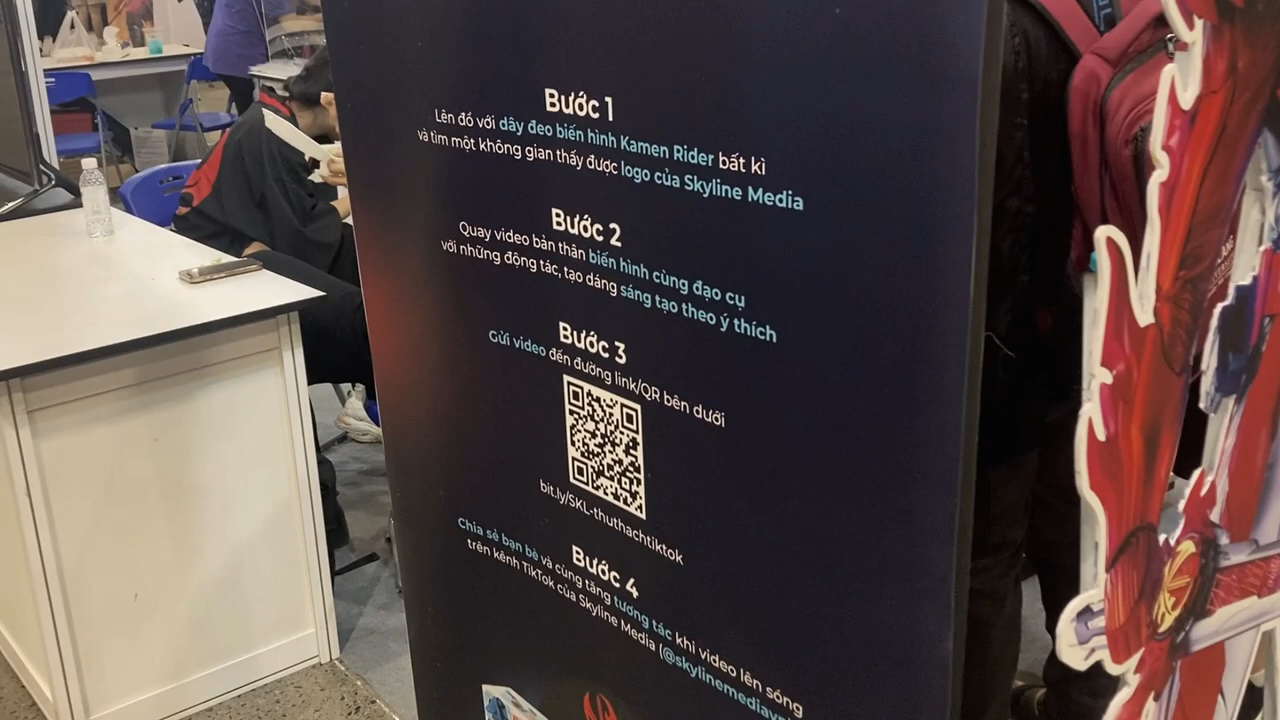 Bước 1
Lên đồ với dây đeo biến hình Kamen Rider bất kì
và tìm một không gian thấy được logo của Skyline Media
Bước 2
Quay video bản thân biến hình cùng đạo cụ
với những động tác, tạo dáng sáng tạo theo ý thích
Bước 3
Gửi video đến đường link/QR bên dưới
bit.ly/SKL-thuthachtiktok
Bước 4
Chia sẻ bạn bè và cùng tăng tương tác khi video lên sóng
trên kênh TikTok của Skyline Media (@skylinemedia